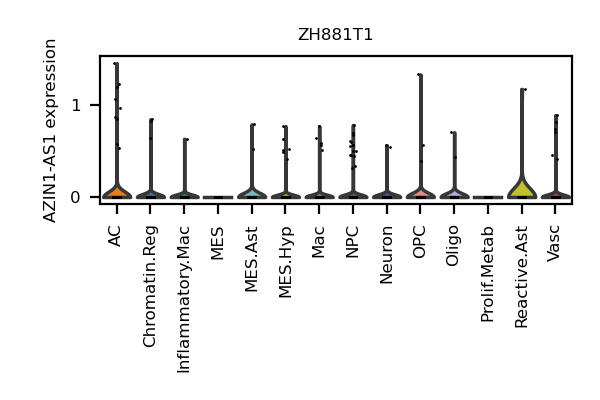 ZH881T1
AZIN1-AS1 expression
1
0
AC
Chromatin.Reg
Inflammatory.Mac
MES
MES.Ast
MES.Hyp
Mac
NPC
Neuron
OPC
Oligo
Prolif.Metab
Reactive.Ast
Vasc